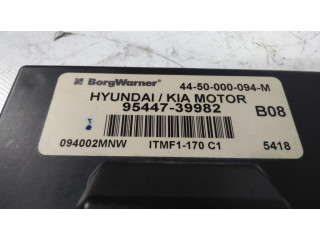 BorgWarner
44-50-000-094-M
HYUNDAI / KIA MOTOR
95447-39982
B08
094002MNW
ITMF1-170 C1
5418